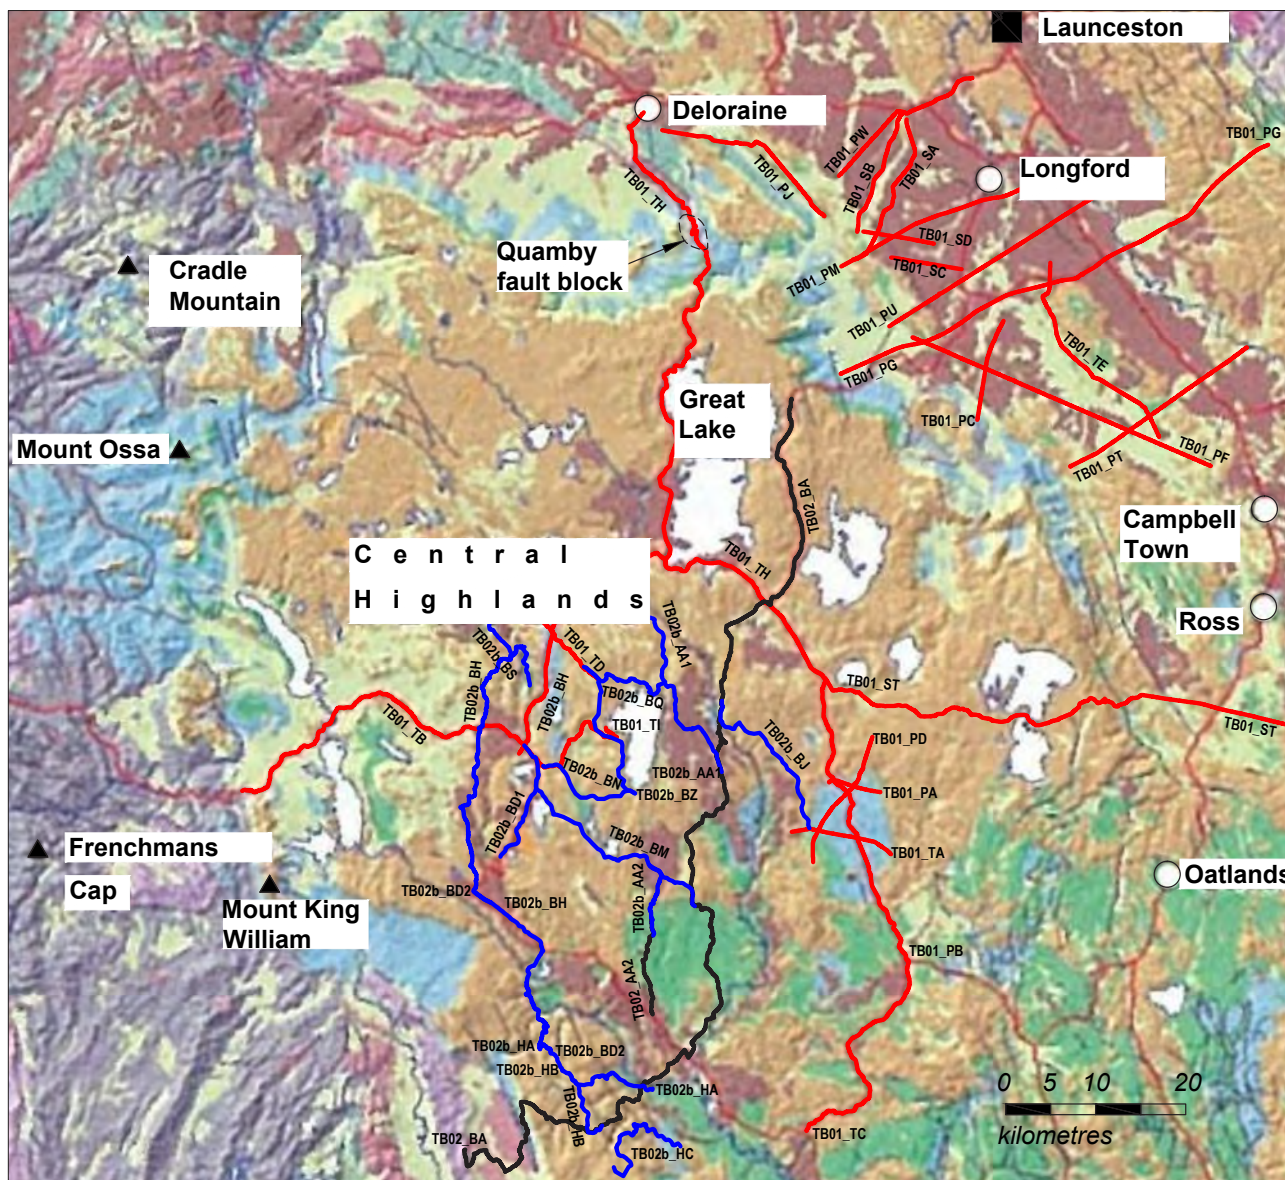 Launceston
Deloraine
TB01_PG
TB01_PW
TB01_SA
TB01_SB
TB01_PJ
TB01_TH
Longford
Quamby
fault block
TB01_SD
TB01_SC
TB01_PM
Cradle
Mountain
TB01_PU
TB01_TE
TB01_PG
Great
Lake
TB01_PC
Mount Ossa
TB01_PT
TB01_PF
TB02_BA
Campbell
Town
Central
Highlands
TB01_TH
Ross
TB02b_AA1
TB02b_BS
TB01_TD
TB02b_BH
TB02b_BH
TB02b_BQ
TB01_ST
TB01_ST
TB01_TI
TB01_TB
TB01_PD
TB02b_BJ
TB02b_AA1
TB02b_BN
TB02b_BZ
TB01_PA
TB02b_BD1
TB02b_BM
TB01_TA
Frenchmans
Cap
Oatlands
TB02b_AA2
TB02b_BD2
TB02b_BH
Mount King
William
TB01_PB
TB02_AA2
TB02b_HA
TB02b_BD2
TB02b_HB
TB02b_HA
TB02b_HB
TB02_BA
TB02b_HC
TB01_TC
0 5 10 20
kilometres